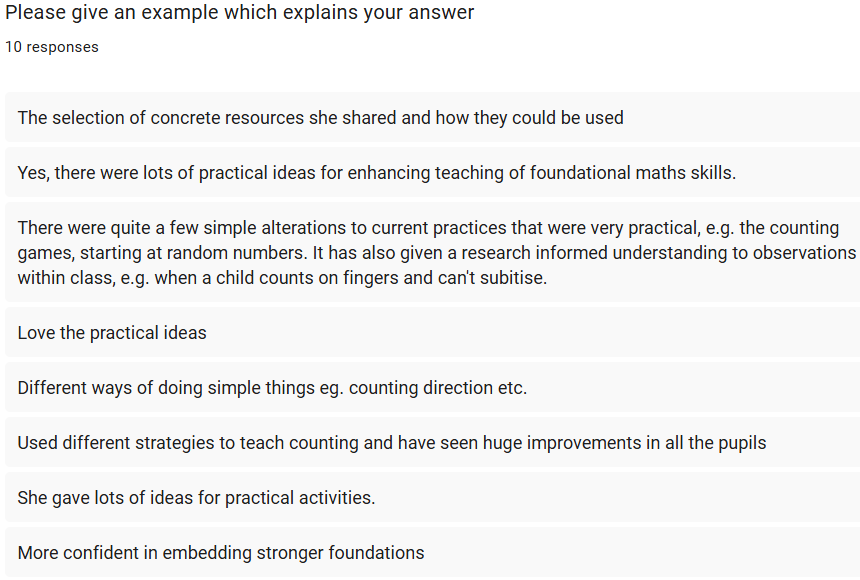 Please give an example which explains your answer
10 responses
The selection of concrete resources she shared and how they could be used
Yes, there were lots of practical ideas for enhancing teaching of foundational maths skills.
There were quite a few simple alterations to current practices that were very practical, e.g. the counting
games, starting at random numbers. It has also given a research informed understanding to observations
within class, e.g. when a child counts on fingers and can't subitise.
Love the practical ideas
Different ways of doing simple things eg. counting direction etc.
Used different strategies to teach counting and have seen huge improvements in all the pupils
She gave lots of ideas for practical activities.
More confident in embedding stronger foundations